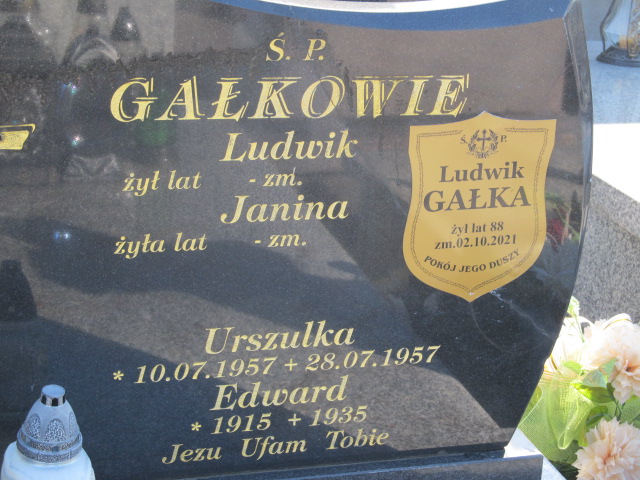 Ś. P.
GAŁKOWIE
Ludwik
żył lat - zm.
Janina
żyła lat - zm.
Ś. P.
Ludwik
GAŁKA
żył lat 88
zm.02.10.2021
POKÓJ JEGO DUSZY
Urszulka
* 10.07.1957 + 28.07.1957
Edward
* 1915 + 1935
Jezu Ufam Tobie